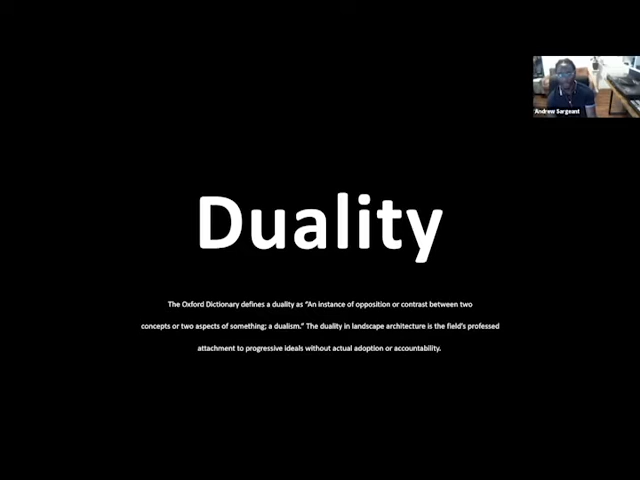 Andrew Sargeant
Duality
The Oxford Dictionary defines a duality as "An instance of opposition or contrast between two
concepts or two aspects of something; a dualism." The duality in landscape architecture is the field's professed
attachment to progressive ideals without actual adoption or accountability.